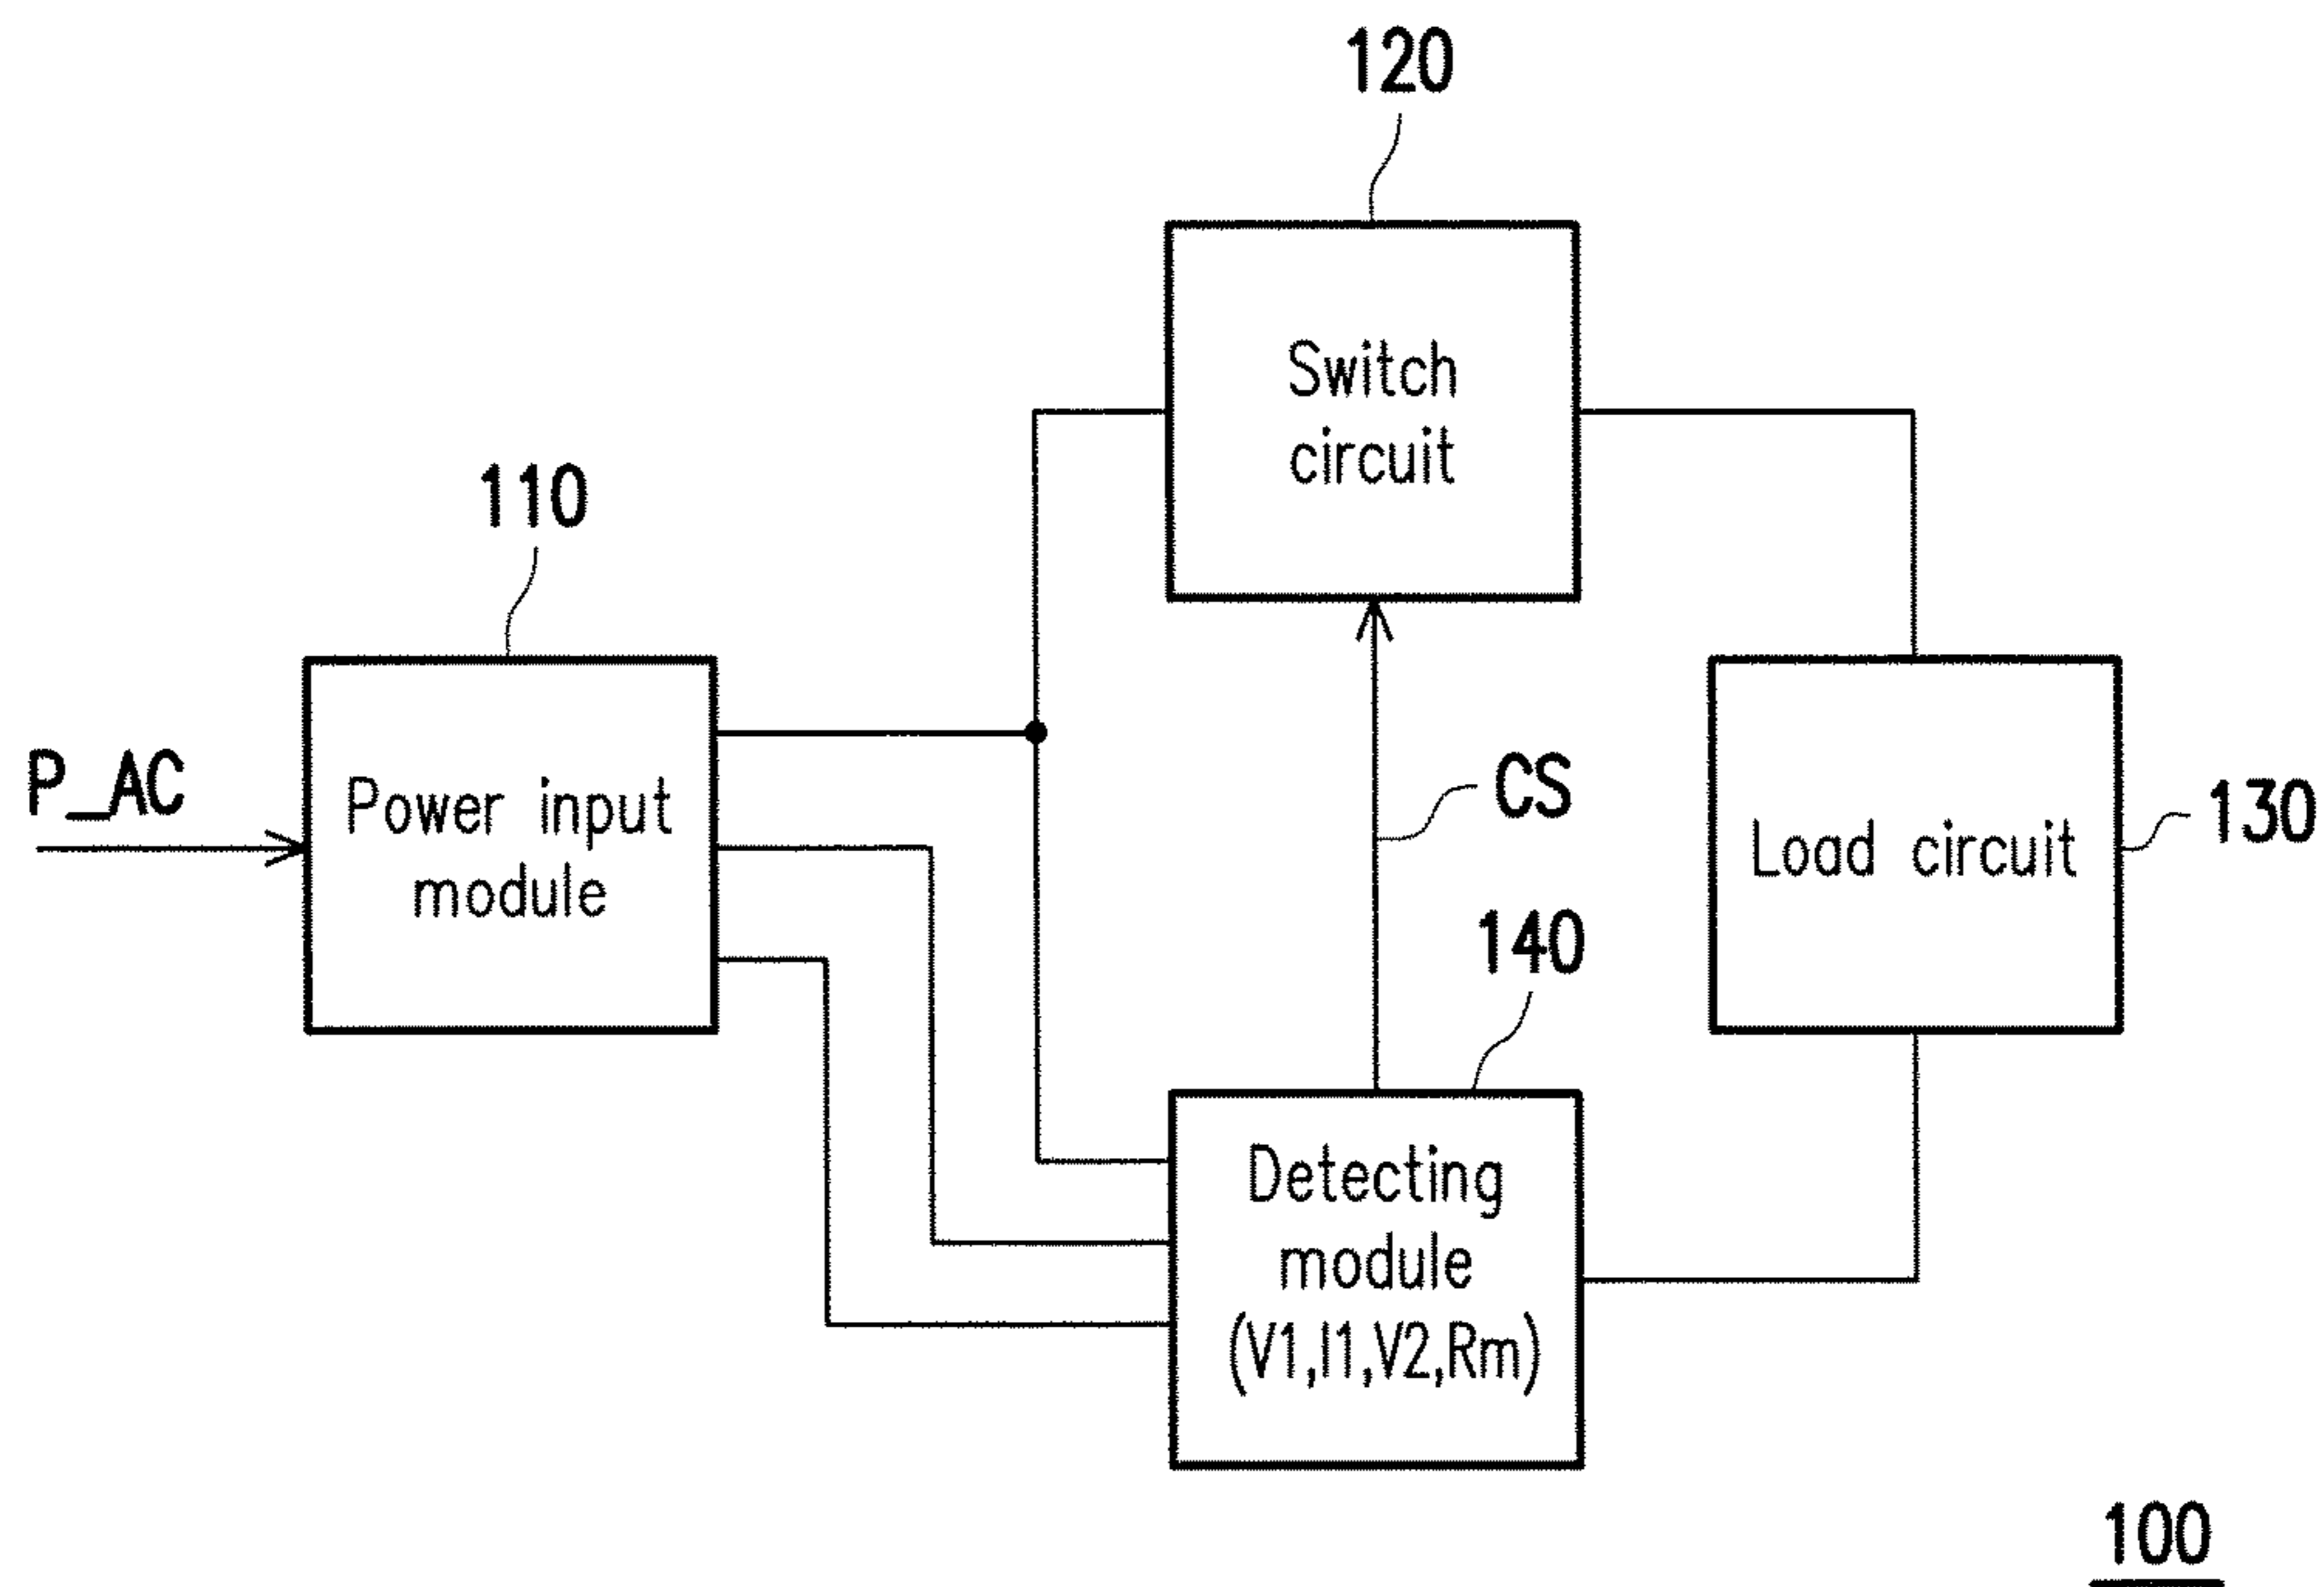 120
Switch
circuit
110
P_AC
Power input
module
CS
Load circuit
130
140
Detecting
module
(V1,I1,V2,Rm)
100